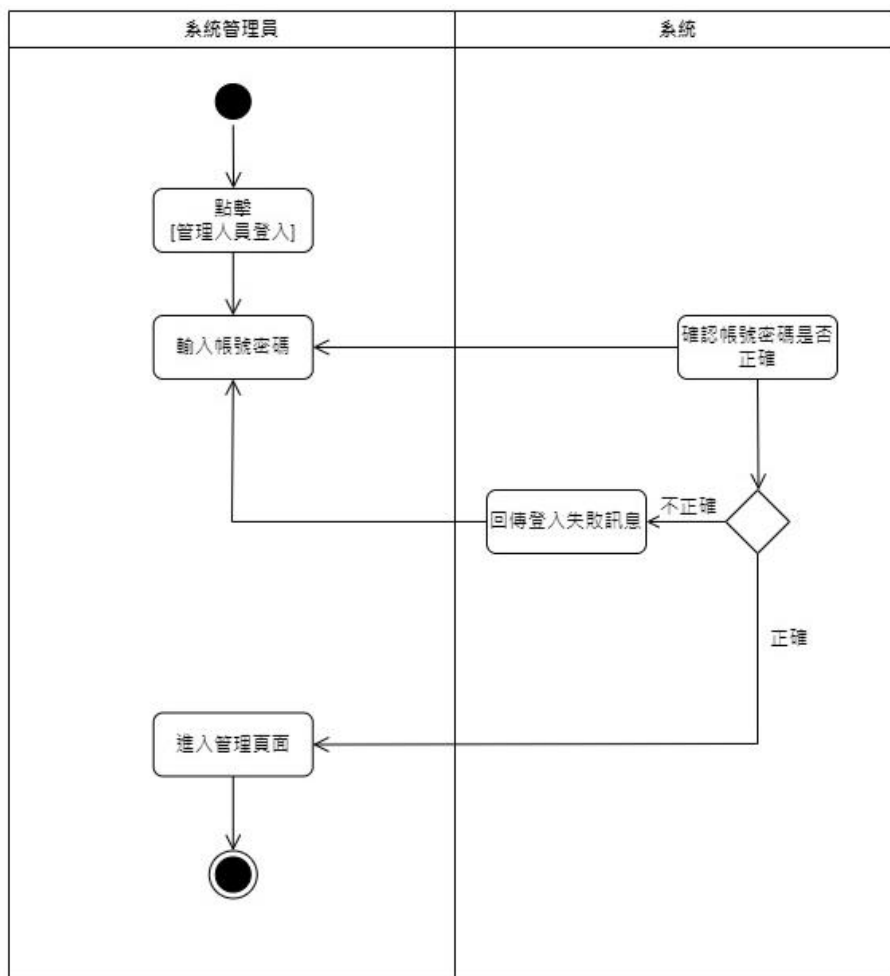 系統管理員
系統
點擊
[管理人員登入]
輸入帳號密碼
確認帳號密碼是否
正確
回傳登入失敗訊息
不正確
正確
進入管理頁面